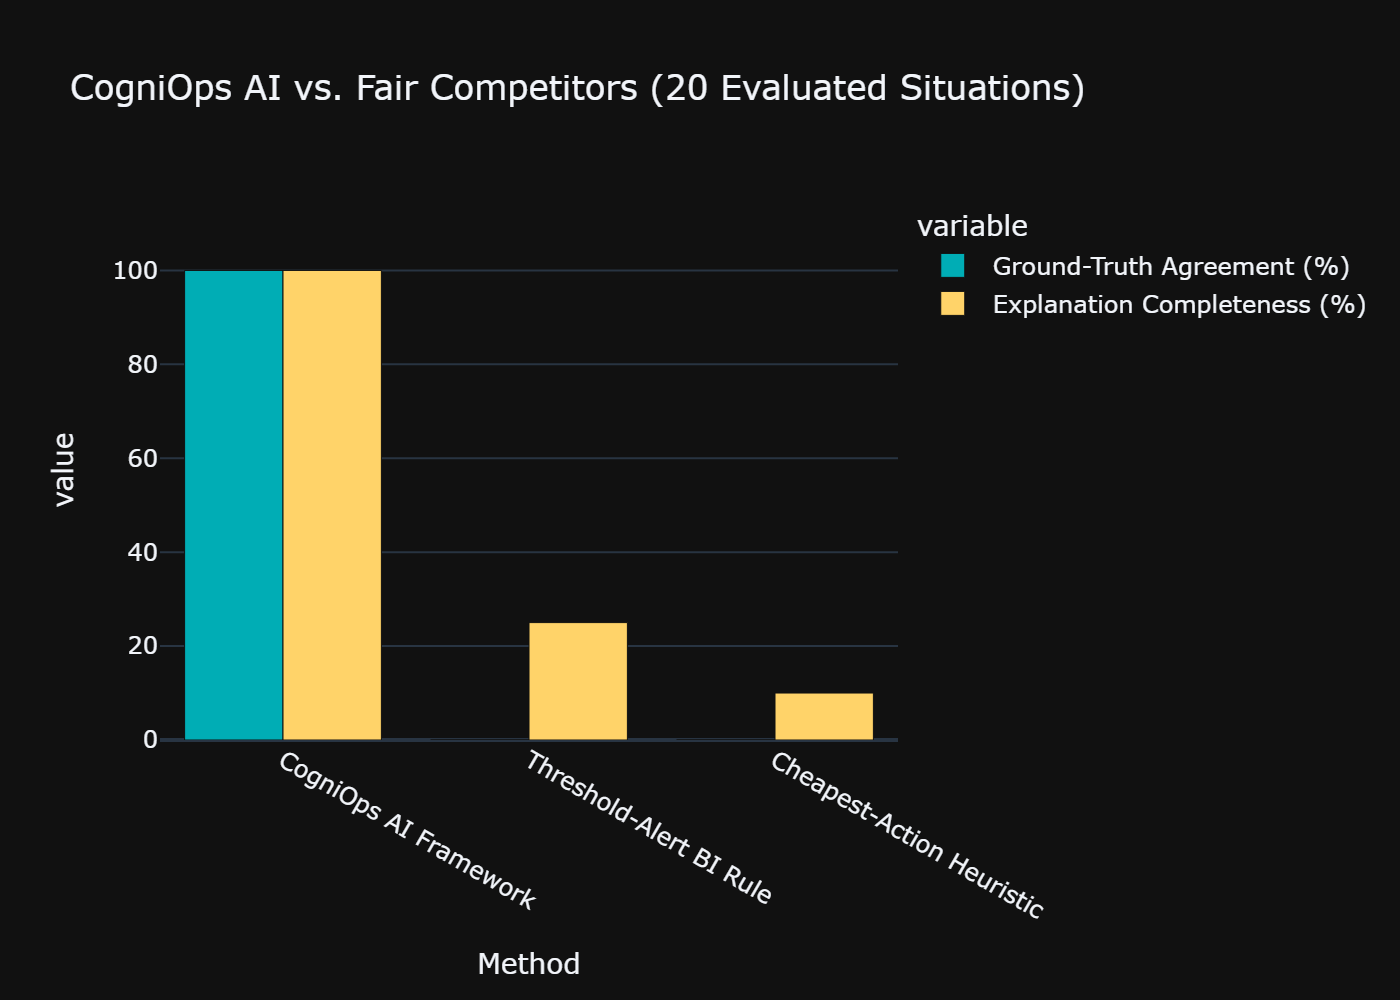 CogniOps AI vs. Fair Competitors (20 Evaluated Situations)
variable
Ground-Truth Agreement (%)
Explanation Completeness (%)
100
80
60
40
20
0
value
CogniOps AI Framework
Threshold-Alert BI Rule
Cheapest-Action Heuristic
Method